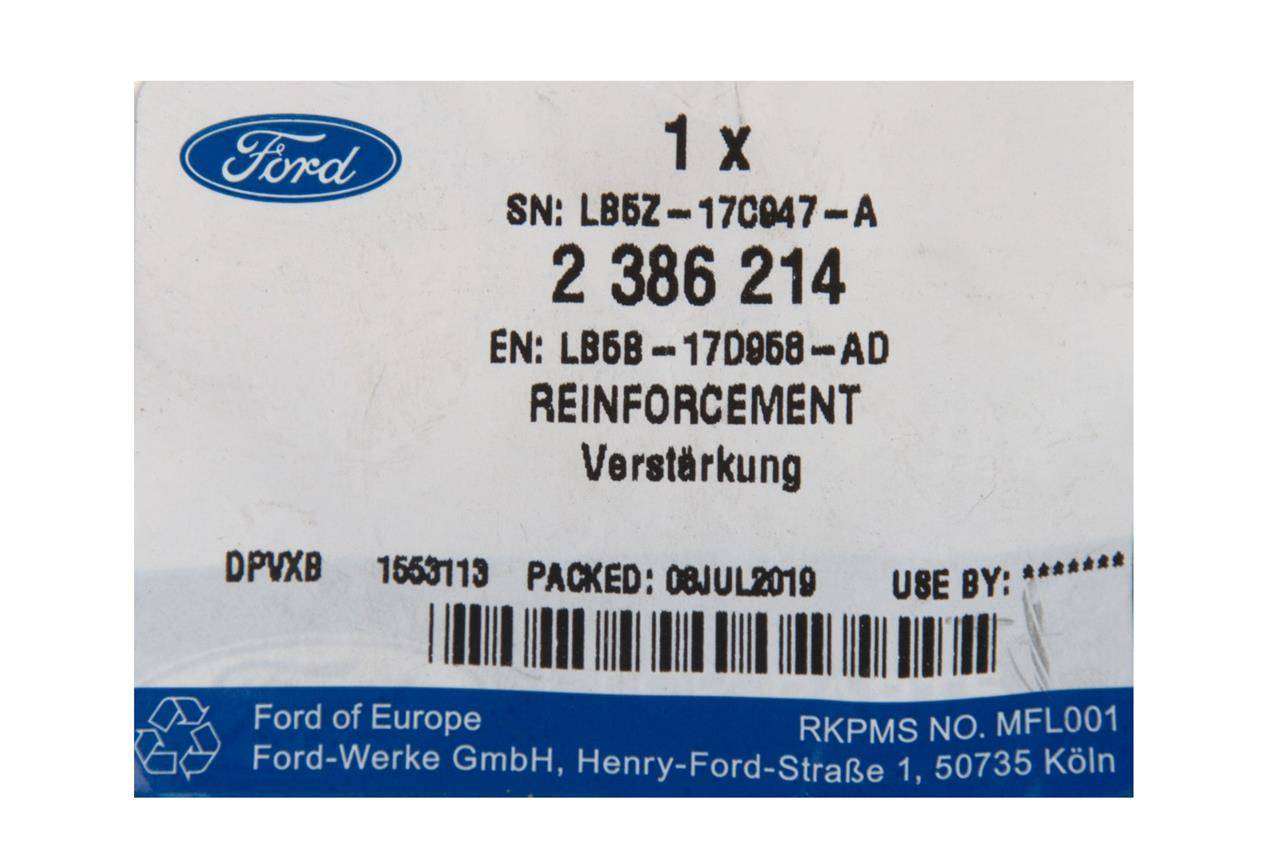 Ford
1 x
SN: LB5Z-17C947-A
2 386 214
EN: LB5B-17D958-AD
REINFORCEMENT
Verstärkung
DPVXB 1553113 PACKED: 08JUL2019 USE BY: *******
Ford of Europe RKPMS NO. MFL001
Ford-Werke GmbH, Henry-Ford-Straße 1, 50735 Köln